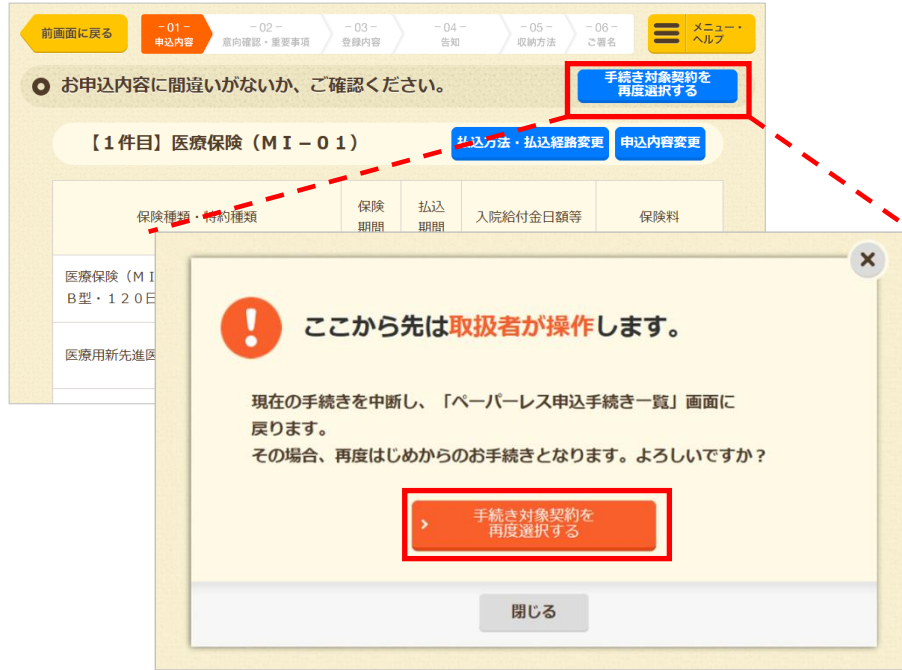 前画面に戻る
－01－
申込内容
－02－
意向確認・重要事項
－03－
登録内容
－04－
告知
－05－
収納方法
－06－
ご署名
メニュー・
ヘルプ
お申込内容に間違いがないか、ご確認ください。
手続き対象契約を
再度選択する
【1件目】医療保険（ＭＩ－０１）
払込方法・払込経路変更
申込内容変更
保険種類・特約種類
保険
期間
払込
期間
入院給付金日額等
保険料
医療保険（ＭＩ
Ｂ型・１２０日
医療用新先進医
ここから先は取扱者が操作します。
現在の手続きを中断し、「ペーパーレス申込手続き一覧」画面に
戻ります。
その場合、再度はじめからのお手続きとなります。よろしいですか？
手続き対象契約を
再度選択する
閉じる